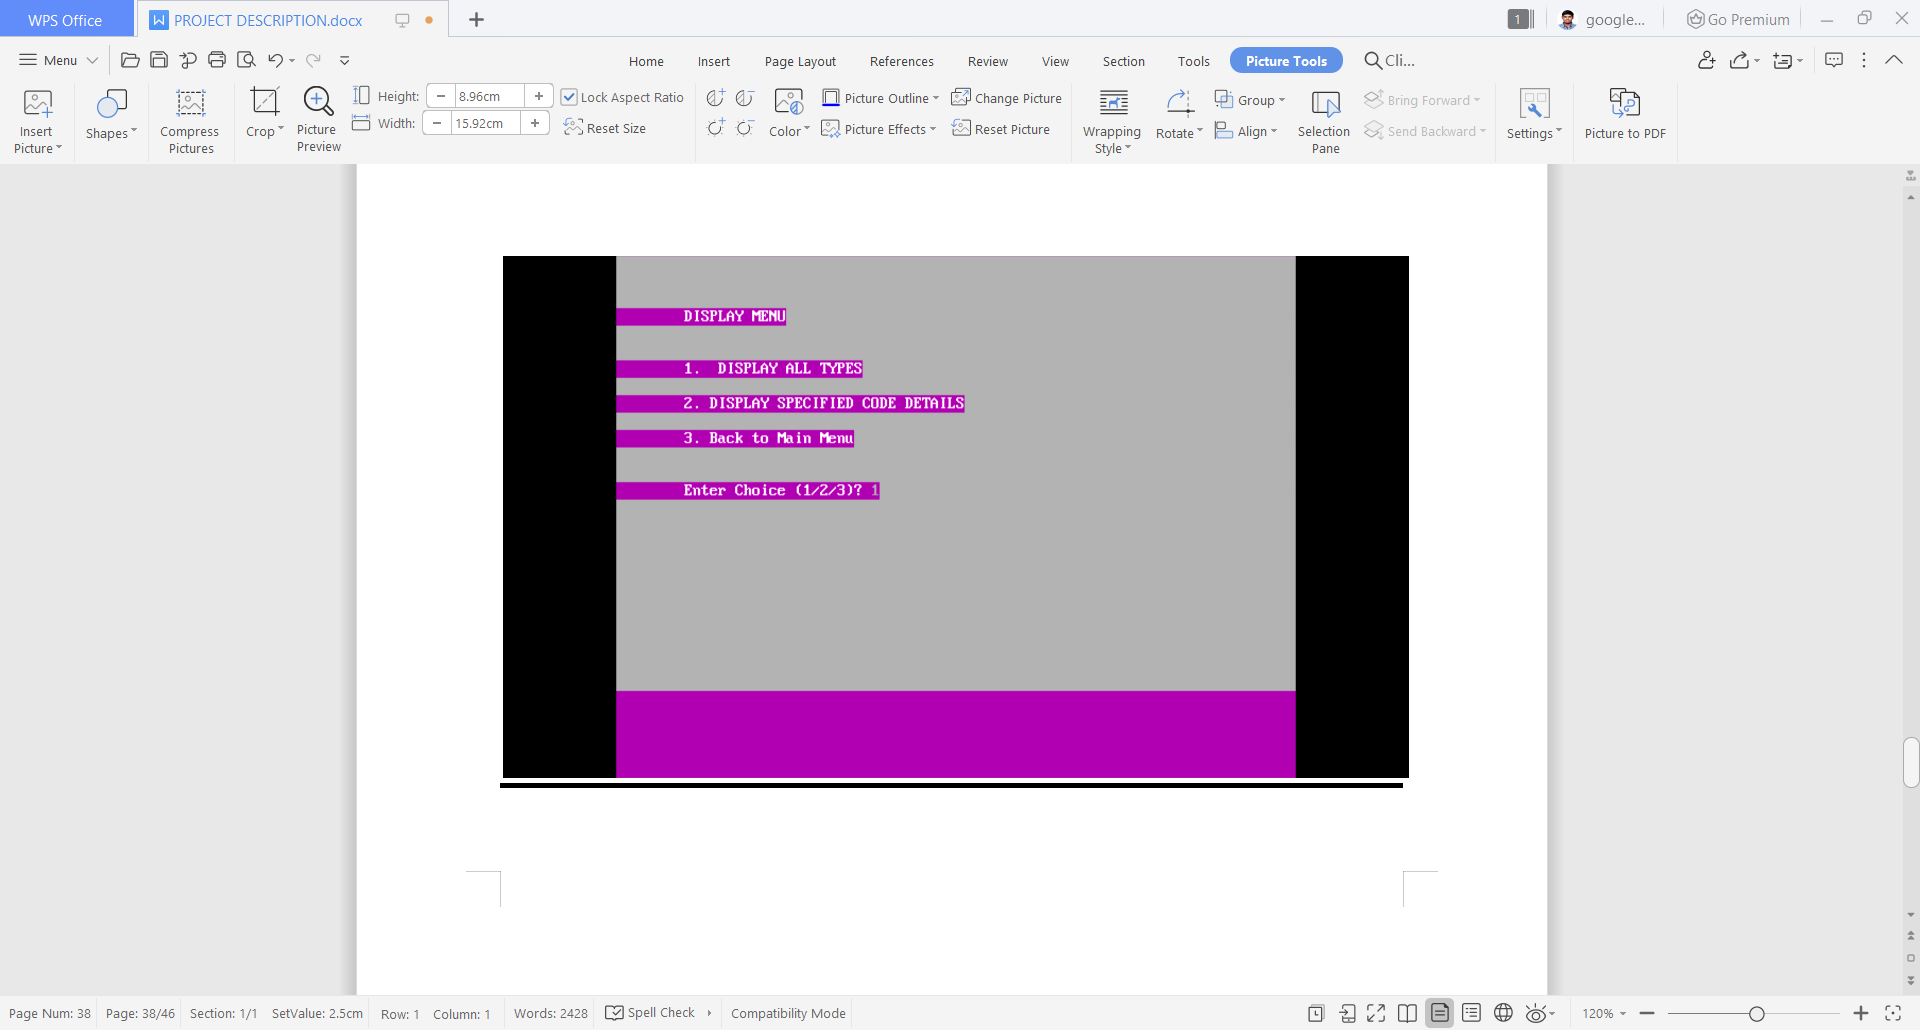 WPS Office
PROJECT DESCRIPTION.docx
1
google...
Go Premium
Menu
Home
Insert
Page Layout
References
Review
View
Section
Tools
Picture Tools
Cli...
Insert
Picture
Shapes
Compress
Pictures
Crop
Picture
Preview
Height:
8.96cm
Width:
15.92cm
Lock Aspect Ratio
Reset Size
Color
Picture Outline
Picture Effects
Change Picture
Reset Picture
Wrapping
Style
Rotate
Group
Align
Selection
Pane
Bring Forward
Send Backward
Settings
Picture to PDF
DISPLAY MENU
1. DISPLAY ALL TYPES
2. DISPLAY SPECIFIED CODE DETAILS
3. Back to Main Menu
Enter Choice (1/2/3)? 1
Page Num: 38
Page: 38/46
Section: 1/1
SetValue: 2.5cm
Row: 1
Column: 1
Words: 2428
Spell Check
Compatibility Mode
120%